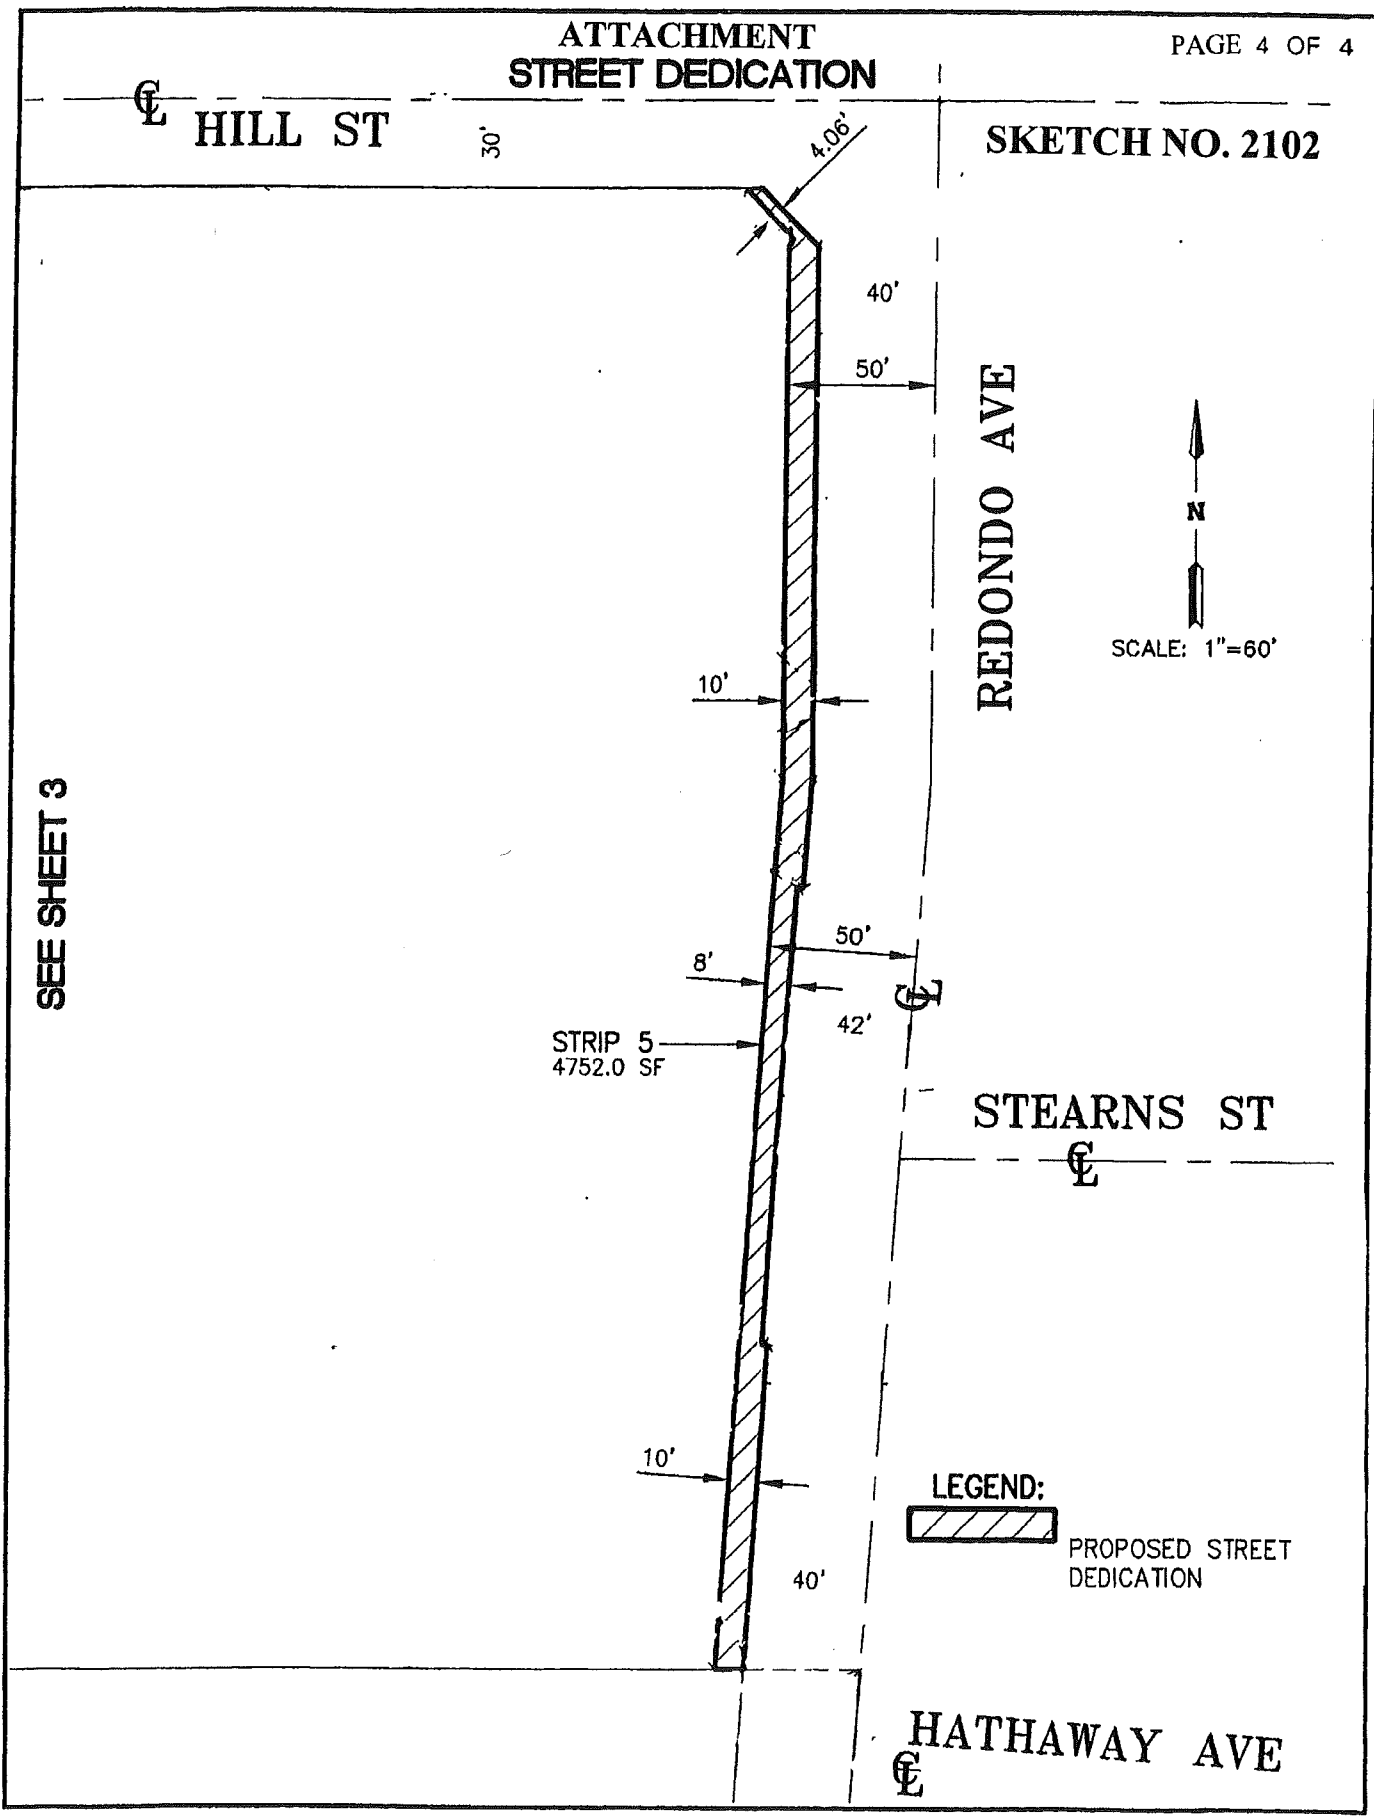 ATTACHMENT
STREET DEDICATION
PAGE 4 OF 4
℄
HILL ST
30'
4.06'
SKETCH NO. 2102
40'
50'
REDONDO AVE
N
SCALE: 1"=60'
10'
SEE SHEET 3
50'
8'
℄
42'
STRIP 5
4752.0 SF
STEARNS ST
℄
10'
LEGEND:
PROPOSED STREET
DEDICATION
40'
HATHAWAY AVE
℄